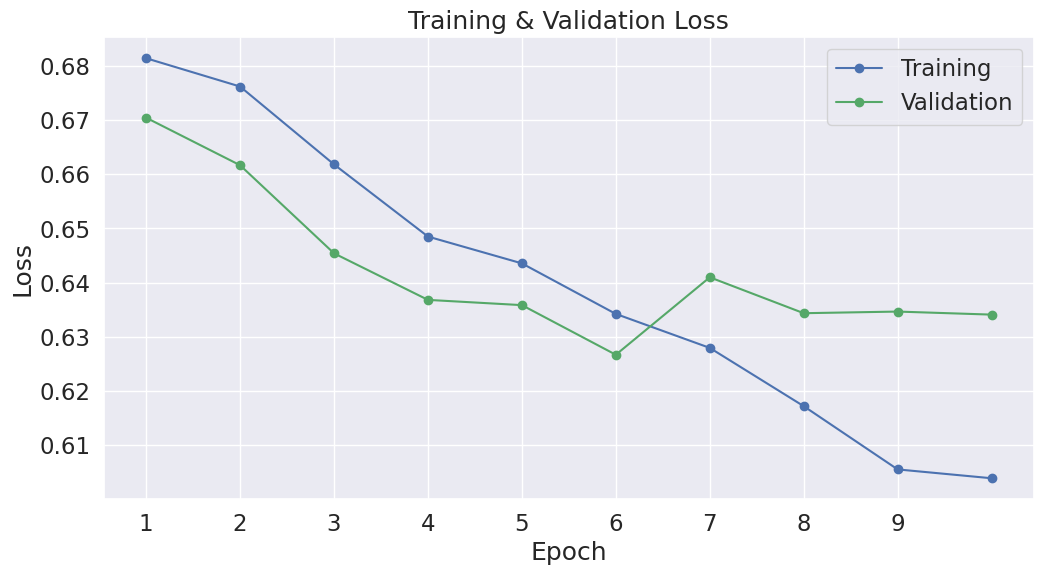 Training & Validation Loss
Training
Validation
0.68
0.67
0.66
0.65
0.64
0.63
0.62
0.61
Loss
1 2 3 4 5 6 7 8 9
Epoch